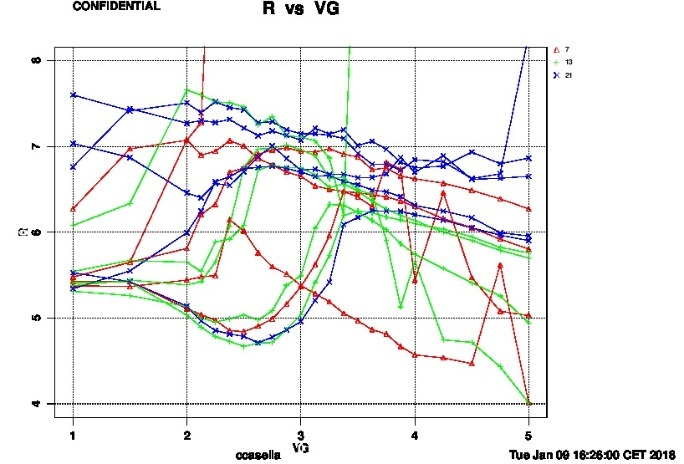 CONFIDENTIAL
R vs VG
7
13
21
8
7
6
5
4
R
1 2 3 4 5
VG
ccasella
Tue Jan 09 16:26:00 CET 2018